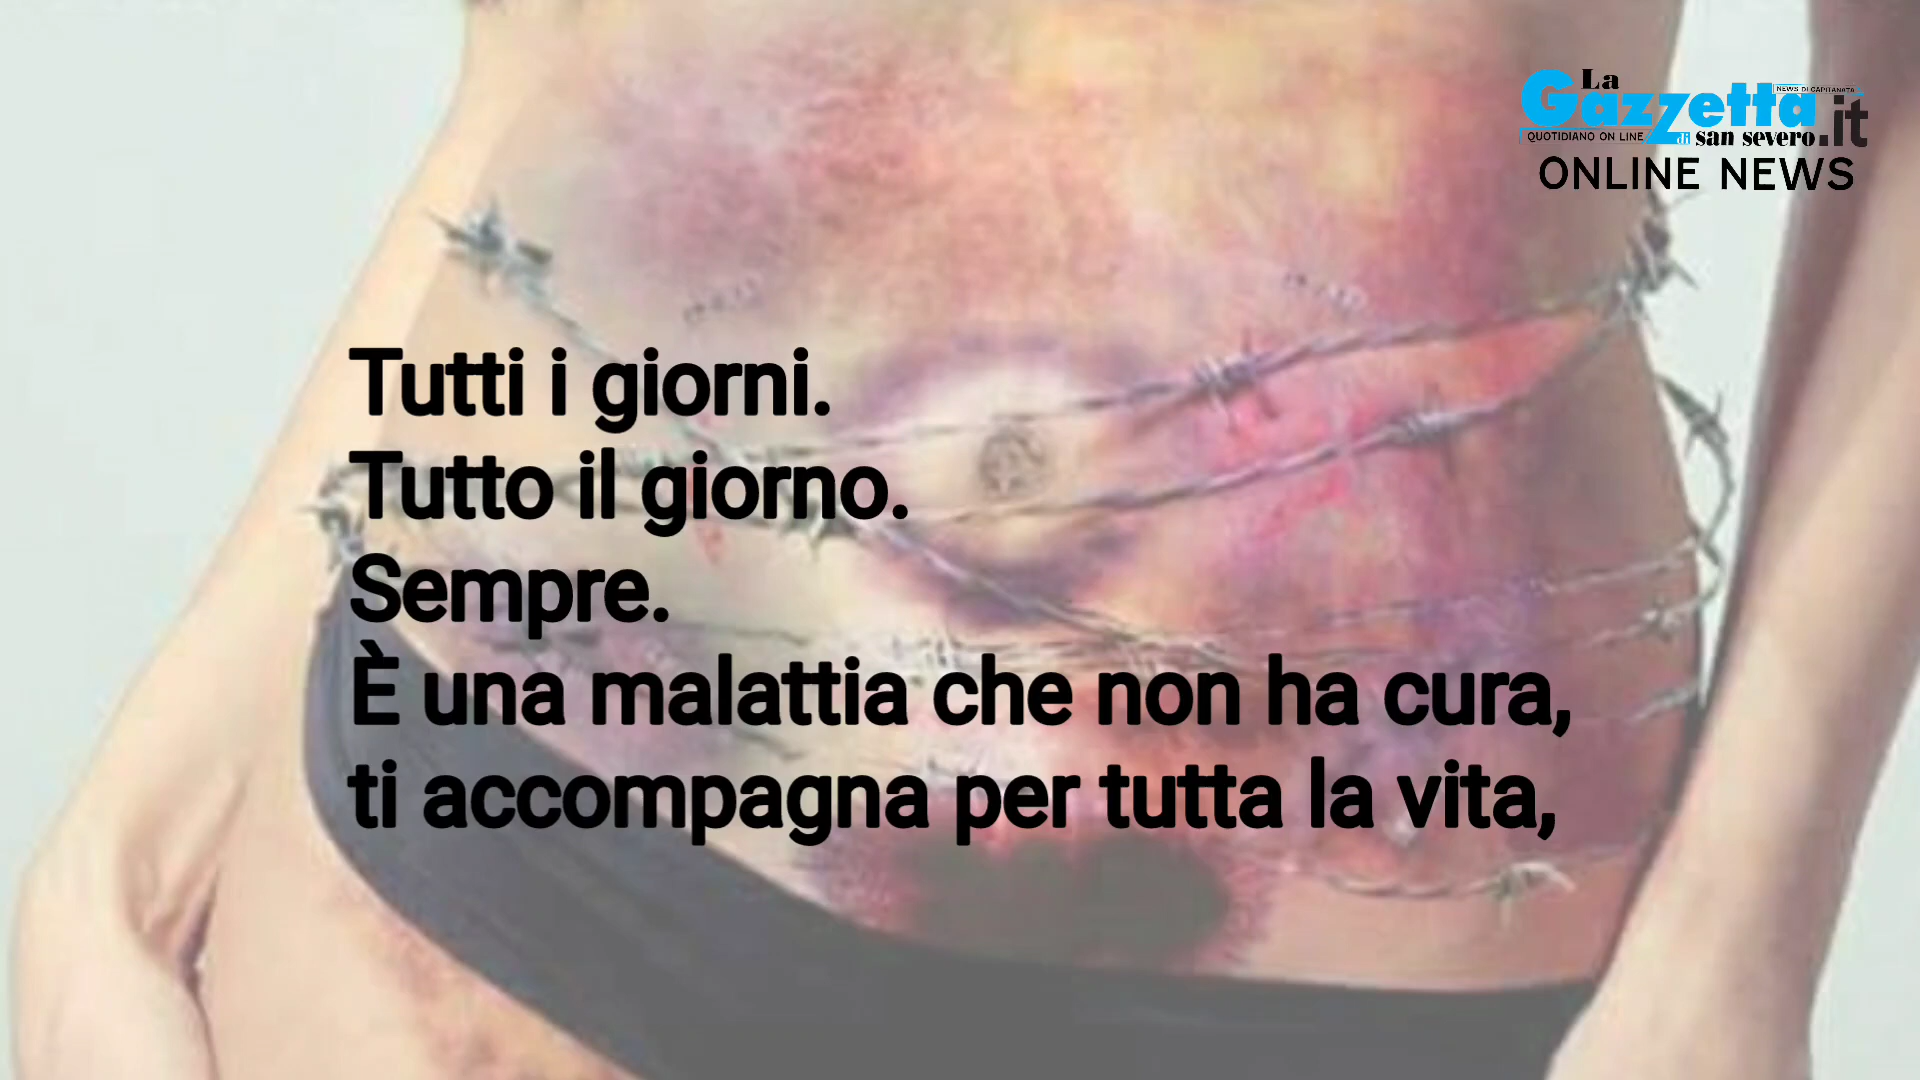 La
Gazzetta.it
NEWS DI CAPITANATA
QUOTIDIANO ON LINE
di san severo
ONLINE NEWS
Tutti i giorni.
Tutto il giorno.
Sempre.
È una malattia che non ha cura,
ti accompagna per tutta la vita,